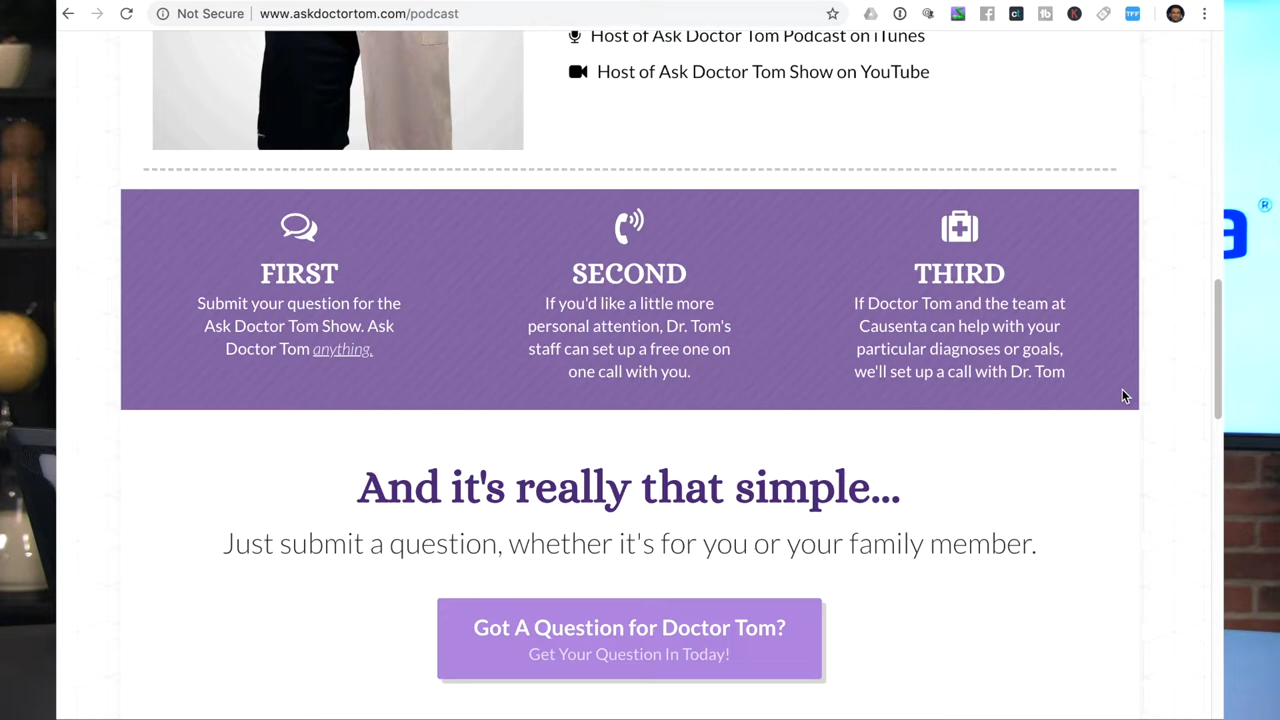 Not Secure www.askdoctortom.com/podcast
Host of Ask Doctor Tom Podcast on iTunes
Host of Ask Doctor Tom Show on YouTube
FIRST
Submit your question for the
Ask Doctor Tom Show. Ask
Doctor Tom anything.
SECOND
If you'd like a little more
personal attention, Dr. Tom's
staff can set up a free one on
one call with you.
THIRD
If Doctor Tom and the team at
Causenta can help with your
particular diagnoses or goals,
we'll set up a call with Dr. Tom
And it's really that simple...
Just submit a question, whether it's for you or your family member.
Got A Question for Doctor Tom?
Get Your Question In Today!
a®